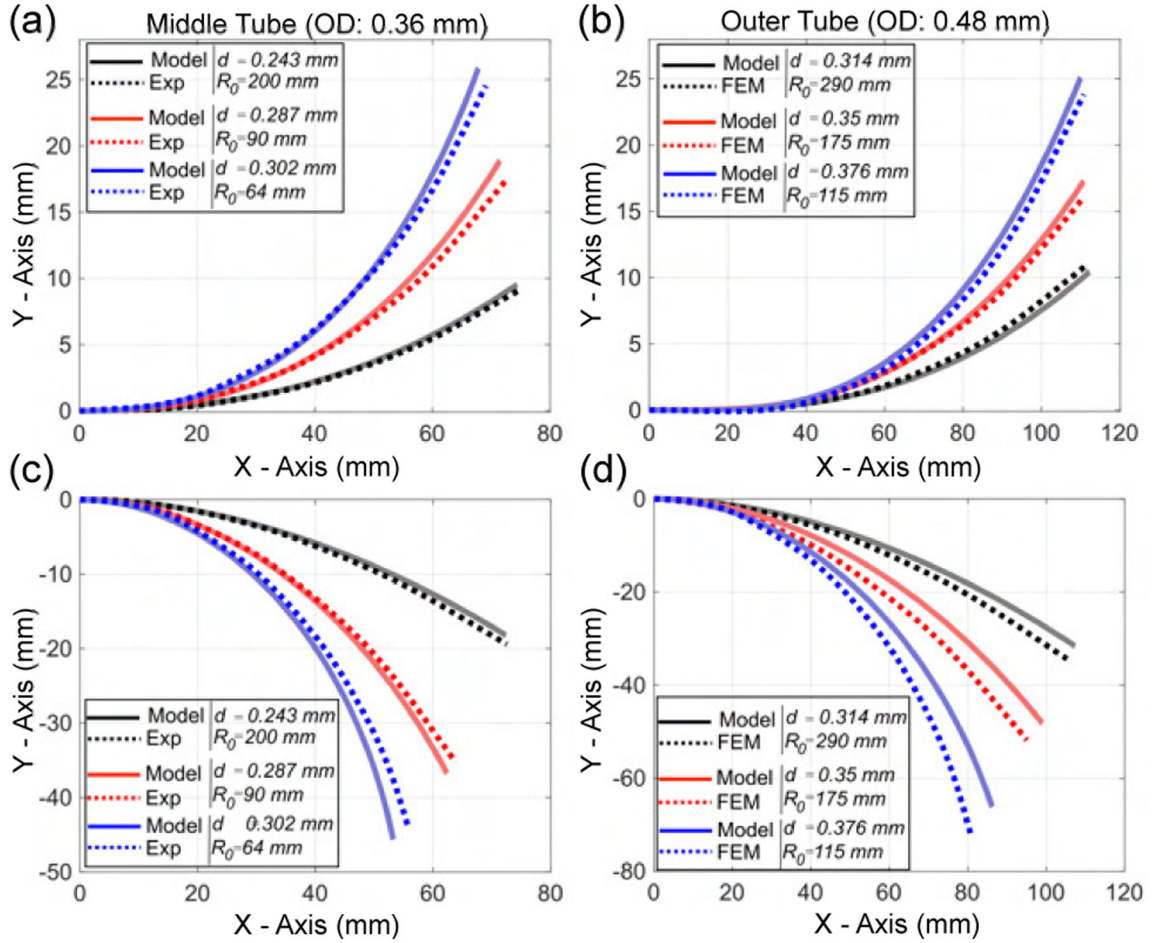 (a)
Middle Tube (OD: 0.36 mm)
Model d = 0.243 mm
Exp R0=200 mm
Model d = 0.287 mm
Exp R0=90 mm
Model d = 0.302 mm
Exp R0=64 mm
25
20
15
10
5
0
Y - Axis (mm)
0 20 40 60 80
X - Axis (mm)
(b)
Outer Tube (OD: 0.48 mm)
Model d = 0.314 mm
FEM R0=290 mm
Model d = 0.35 mm
FEM R0=175 mm
Model d = 0.376 mm
FEM R0=115 mm
25
20
15
10
5
0
Y - Axis (mm)
0 20 40 60 80 100 120
X - Axis (mm)
(c)
0
-10
-20
-30
-40
-50
Y - Axis (mm)
Model d = 0.243 mm
Exp R0=200 mm
Model d = 0.287 mm
Exp R0=90 mm
Model d 0.302 mm
Exp R0=64 mm
0 20 40 60 80
X - Axis (mm)
(d)
0
-20
-40
-60
-80
Y - Axis (mm)
Model d = 0.314 mm
FEM R0=290 mm
Model d = 0.35 mm
FEM R0=175 mm
Model d = 0.376 mm
FEM R0=115 mm
0 20 40 60 80 100 120
X - Axis (mm)